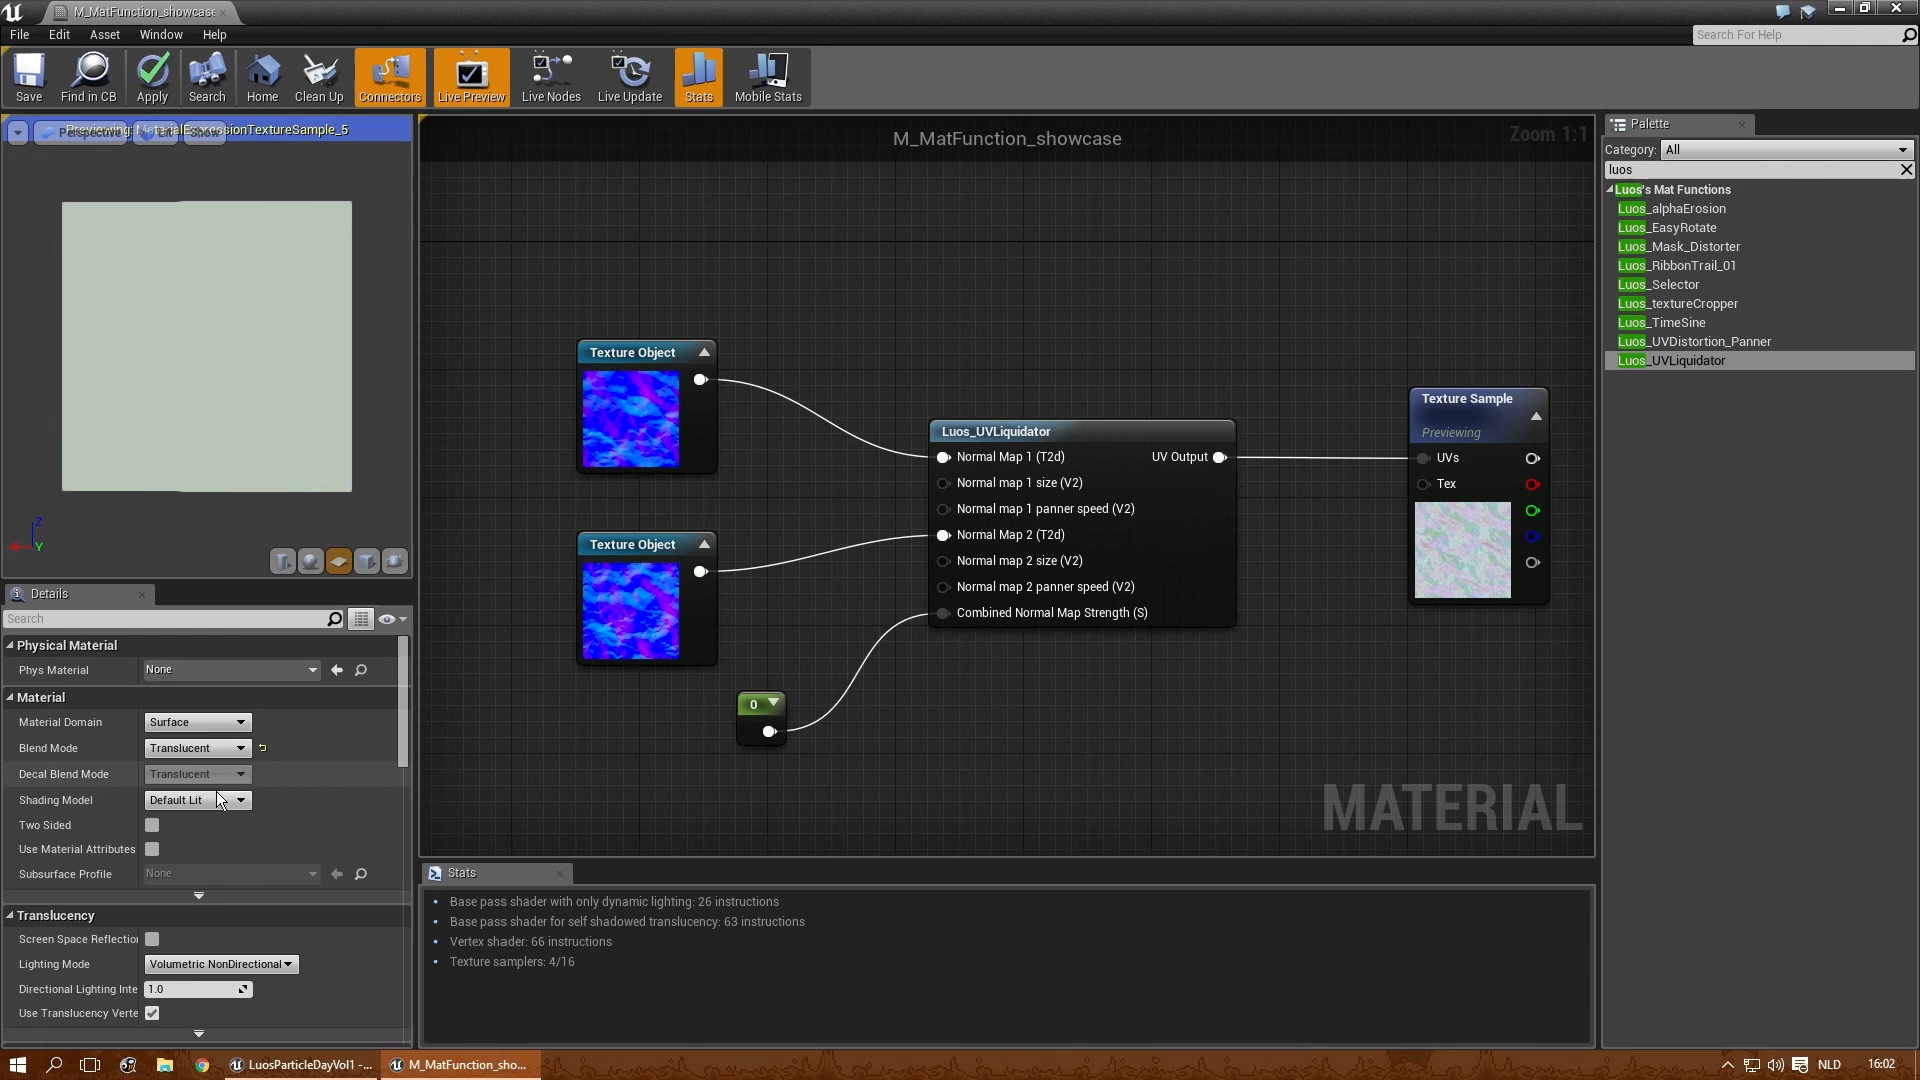 M_MatFunction_showcase
File Edit Asset Window Help
Search For Help
Save Find in CB Apply Search Home Clean Up Connectors Live Preview Live Nodes Live Update Stats Mobile Stats
Previewing: MaterialExpressionTextureSample_5
Perspective Lit Show
M_MatFunction_showcase
Zoom 1:1
Palette
Category: All
luos
Luos's Mat Functions
Luos_alphaErosion
Luos_EasyRotate
Luos_Mask_Distorter
Luos_RibbonTrail_01
Luos_Selector
Luos_textureCropper
Luos_TimeSine
Luos_UVDistortion_Panner
Luos_UVLiquidator
Z
Y
Texture Object
Texture Object
0
Luos_UVLiquidator
Normal Map 1 (T2d) UV Output
Normal map 1 size (V2)
Normal map 1 panner speed (V2)
Normal Map 2 (T2d)
Normal map 2 size (V2)
Normal map 2 panner speed (V2)
Combined Normal Map Strength (S)
Texture Sample
Previewing
UVs
Tex
MATERIAL
Details
Search
Physical Material
Phys Material None
Material
Material Domain Surface
Blend Mode Translucent
Decal Blend Mode Translucent
Shading Model Default Lit
Two Sided
Use Material Attributes
Subsurface Profile None
Translucency
Screen Space Reflection
Lighting Mode Volumetric NonDirectional
Directional Lighting Inte 1.0
Use Translucency Verte
Stats
• Base pass shader with only dynamic lighting: 26 instructions
• Base pass shader for self shadowed translucency: 63 instructions
• Vertex shader: 66 instructions
• Texture samplers: 4/16
LuosParticleDayVol1 -...
M_MatFunction_sho...
NLD
16:02